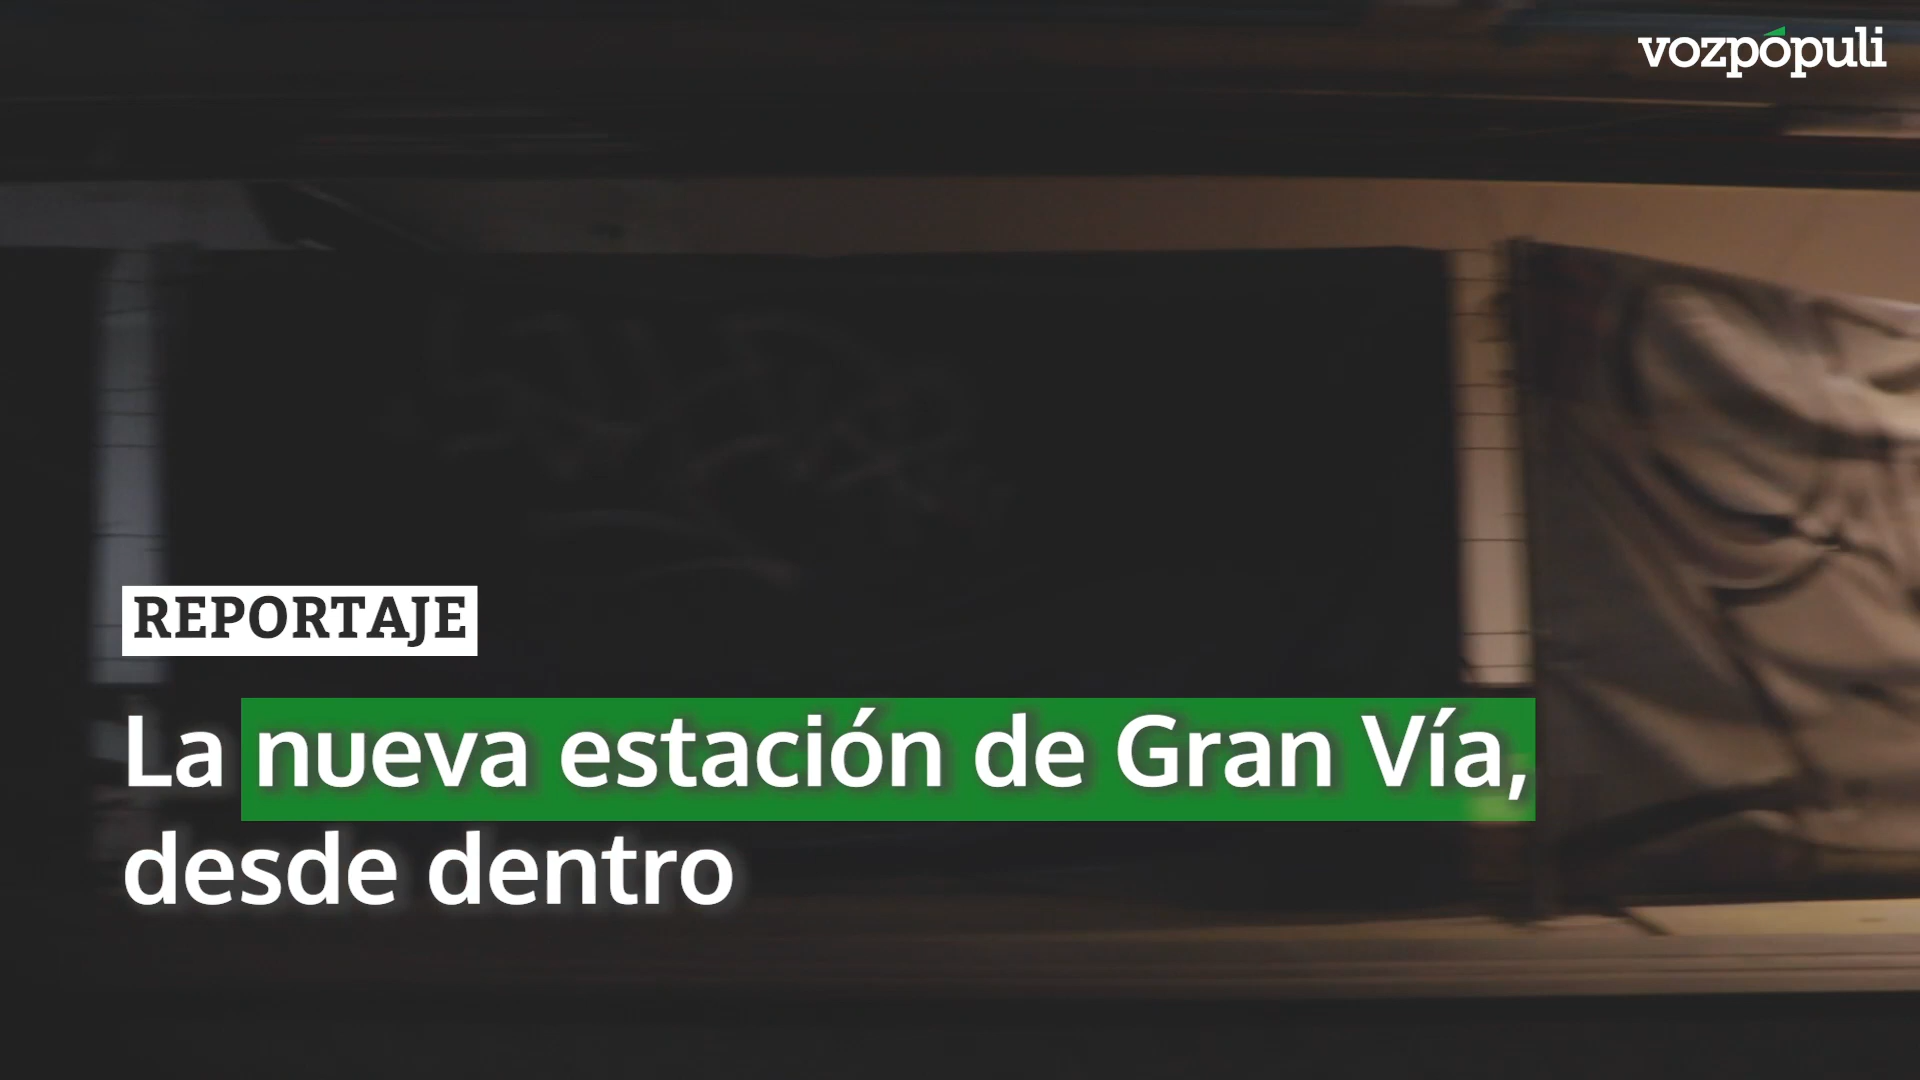 vozpópuli
REPORTAJE
La nueva estación de Gran Vía,
desde dentro